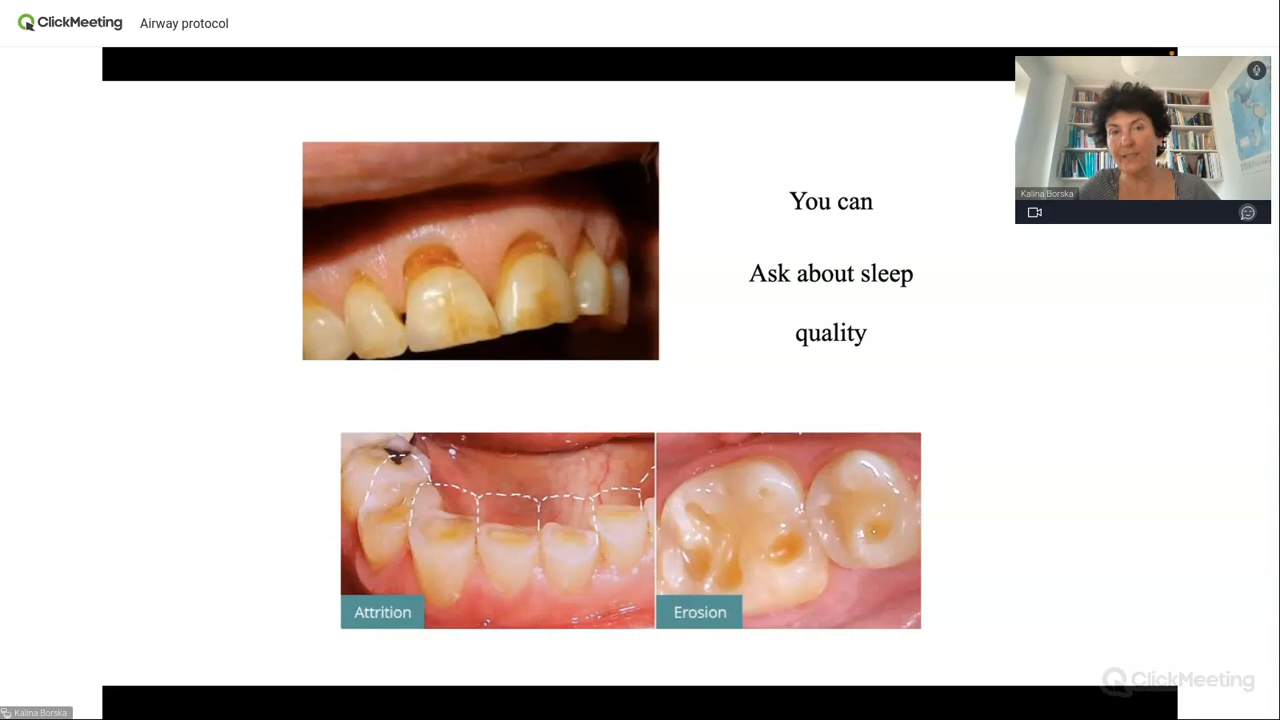 ClickMeeting Airway protocol
Kalina Borska
You can
Ask about sleep
quality
Attrition
Erosion
ClickMeeting
Kalina Borska